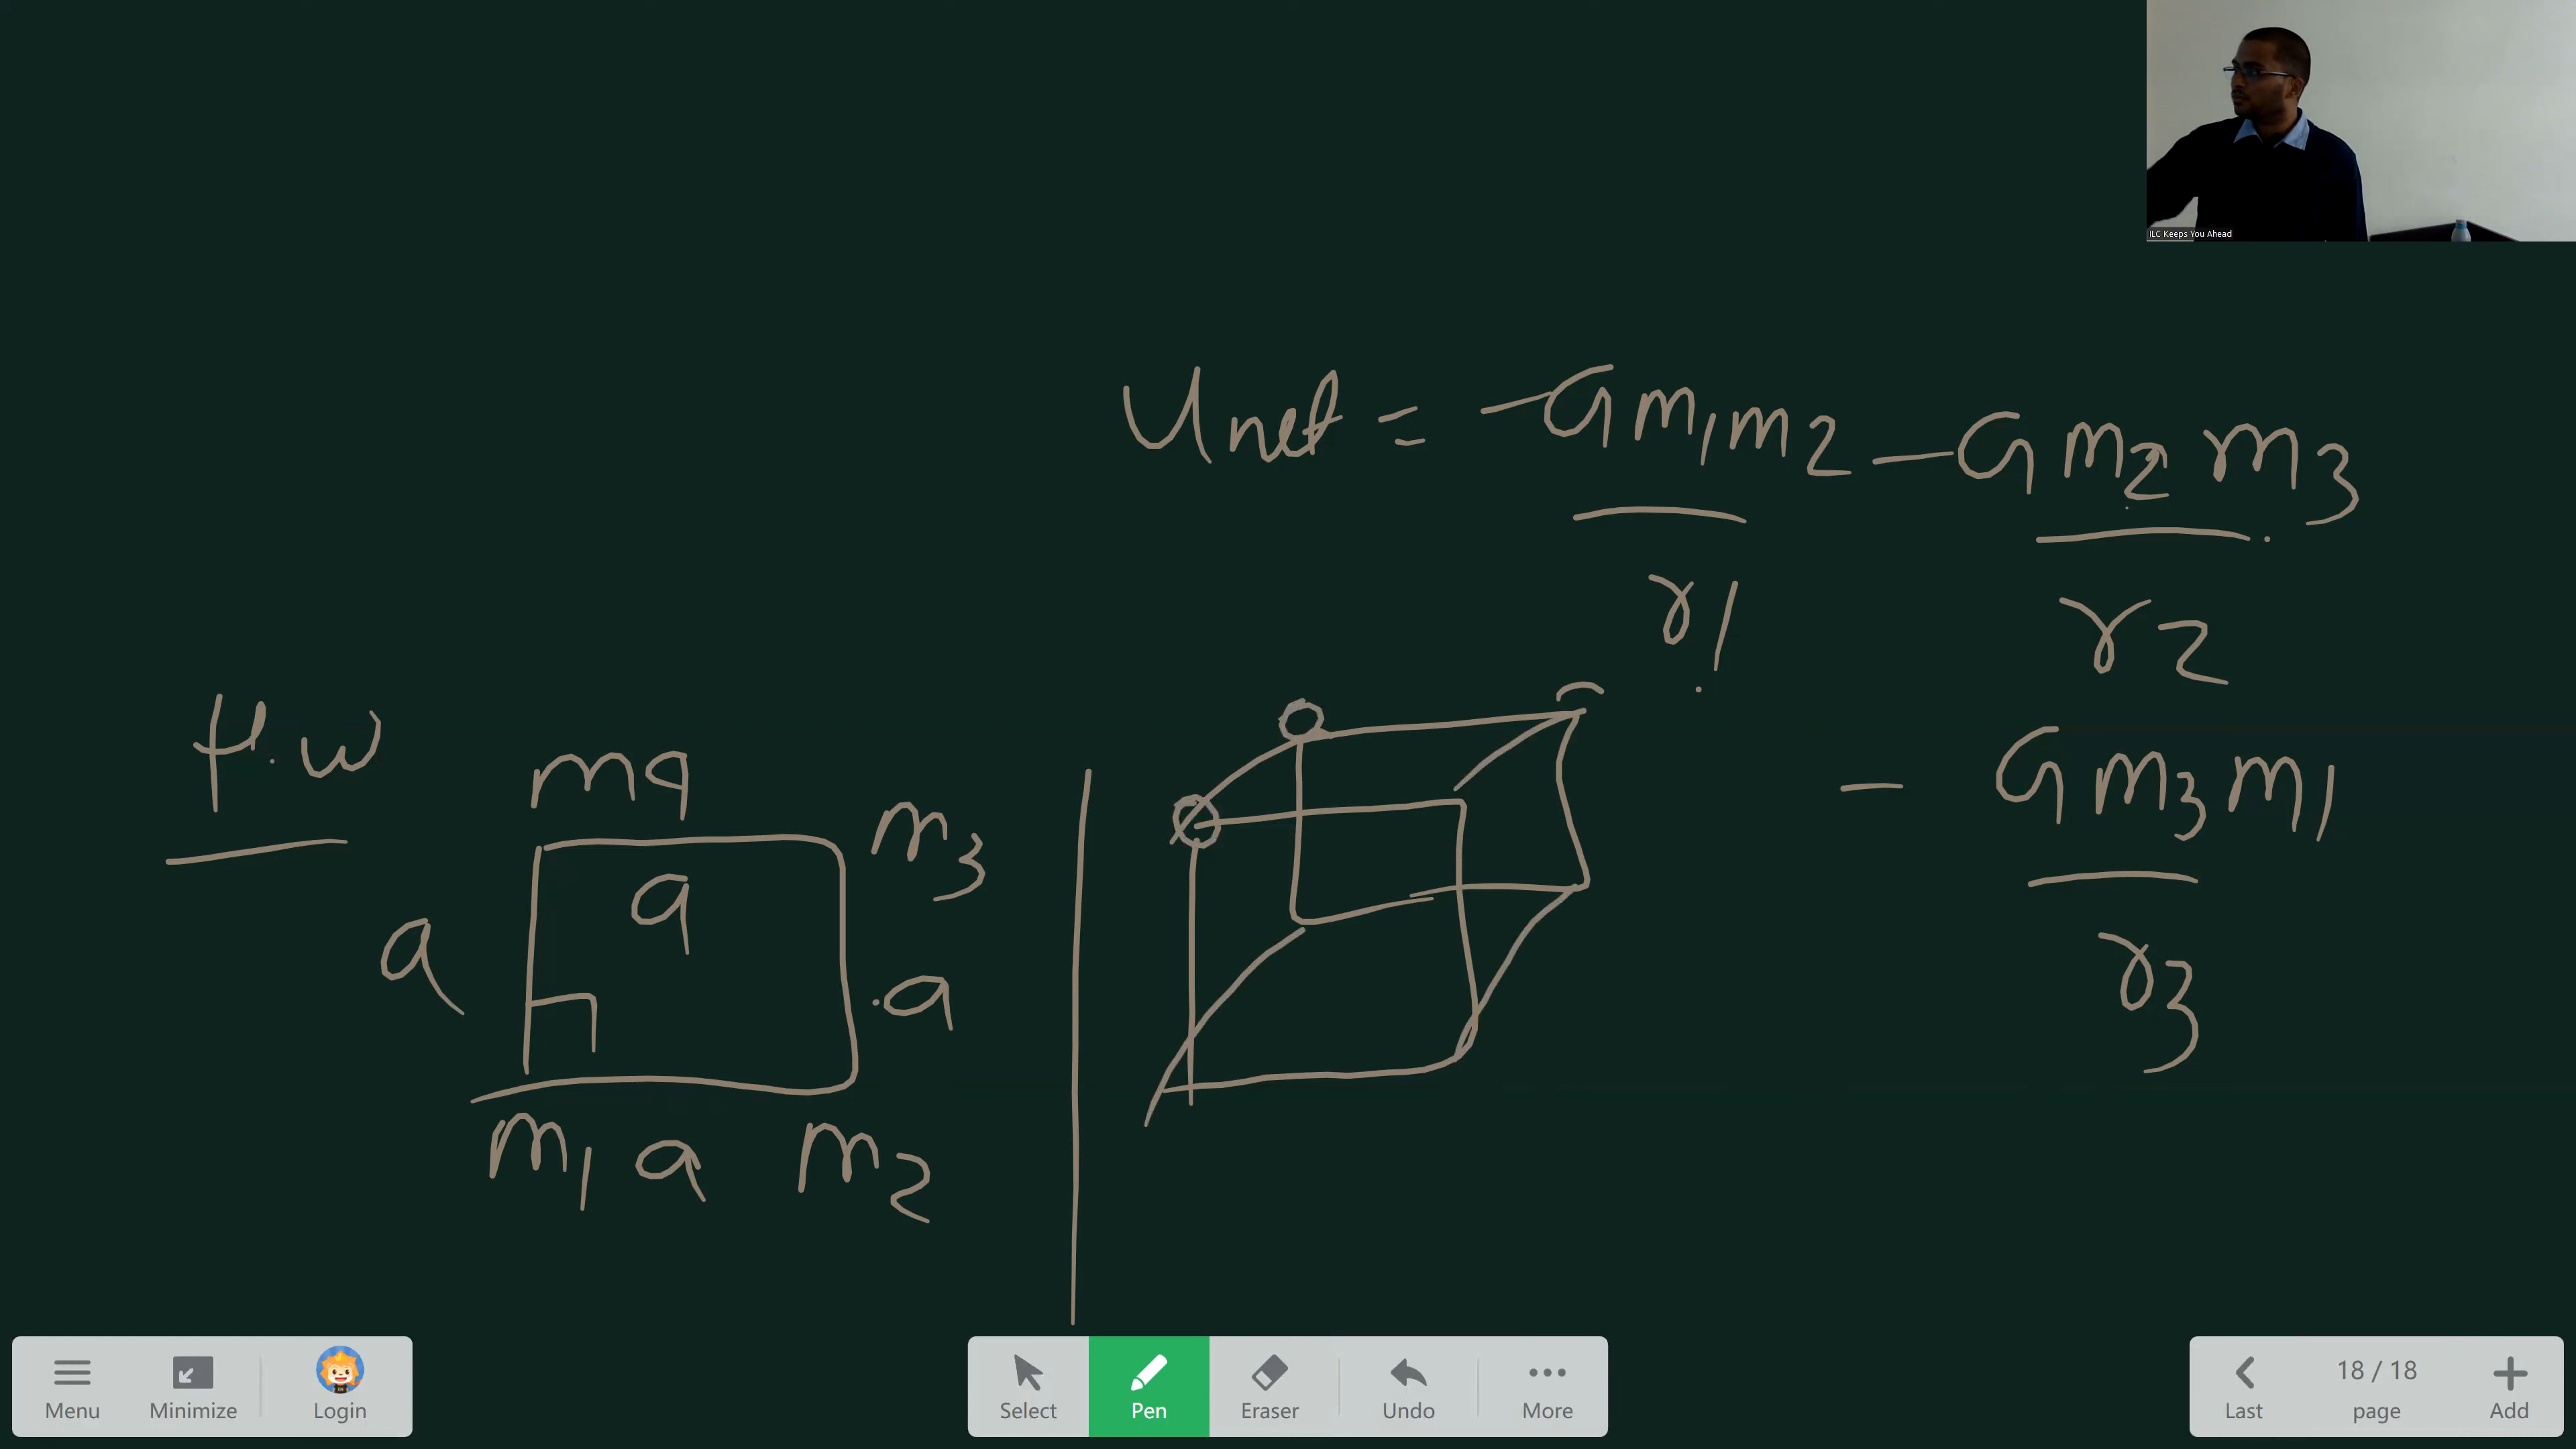 ILC Keeps You Ahead
Unet = -Gm1m2 - Gm2m3
r1
r2
- Gm3m1
r3
H.W
m4
m3
a
a
a
m1 a m2
Menu Minimize Login
Select Pen Eraser Undo More
Last 18 / 18 page Add